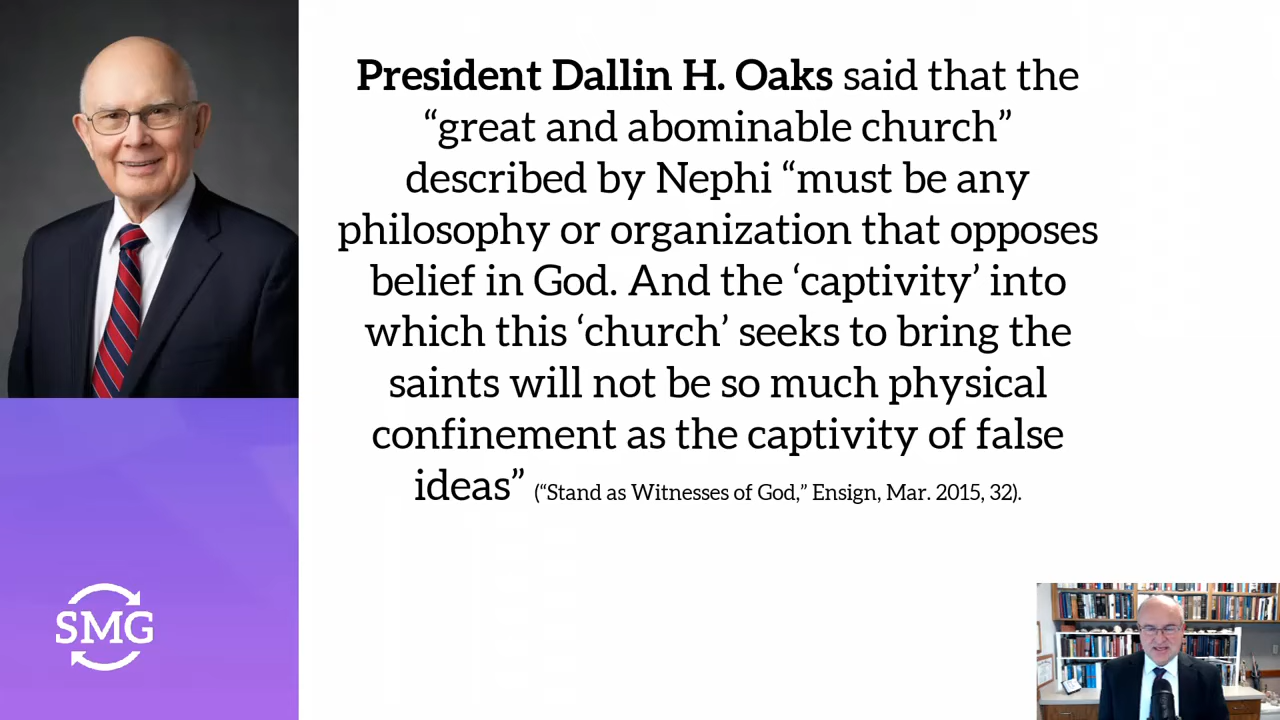 President Dallin H. Oaks said that the
“great and abominable church”
described by Nephi “must be any
philosophy or organization that opposes
belief in God. And the ‘captivity’ into
which this ‘church’ seeks to bring the
saints will not be so much physical
confinement as the captivity of false
ideas” (“Stand as Witnesses of God,” Ensign, Mar. 2015, 32).
SMG